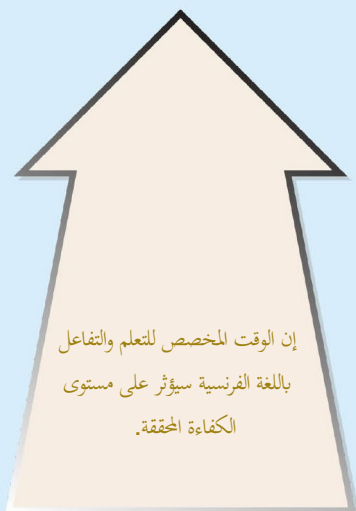 إن الوقت المخصص للتعلم والتفاعل
باللغة الفرنسية سيؤثر على مستوى
الكفاءة المحققة.